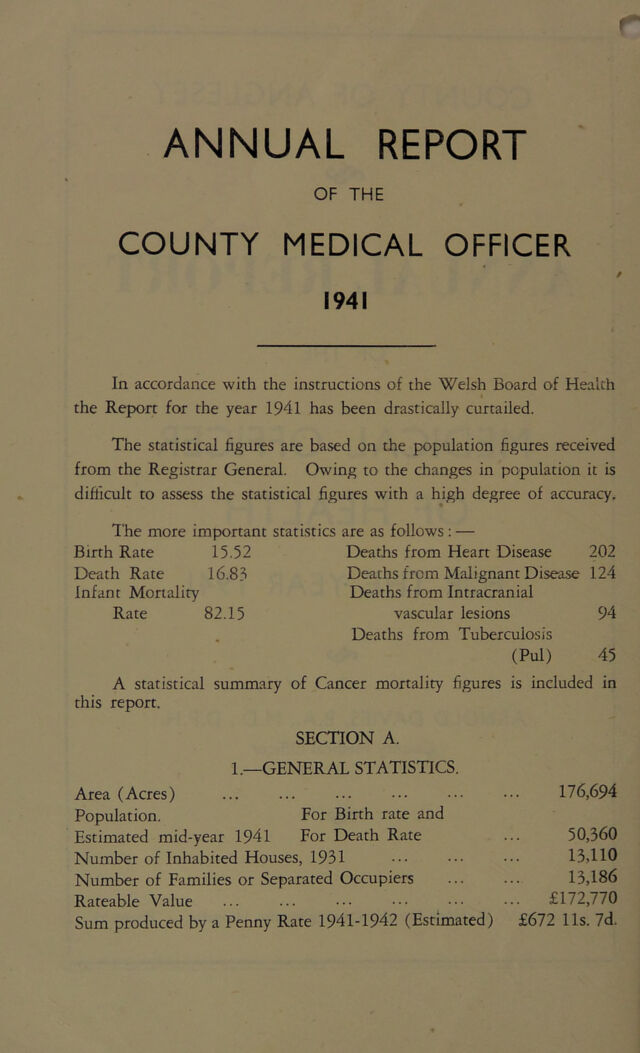 ANNUAL REPORT
OF THE
COUNTY MEDICAL OFFICER
1941
In accordance with the instructions of the Welsh Board of Health
the Report for the year 1941 has been drastically curtailed.
The statistical figures are based on the population figures received
from the Registrar General. Owing to the changes in population it is
difficult to assess the statistical figures with a high degree of accuracy.
The more important statistics are as follows : —
Birth Rate 15.52 Deaths from Heart Disease 202
Death Rate 16.83 Deaths from Malignant Disease 124
Infant Mortality Deaths from Intracranial
Rate 82.15 vascular lesions 94
Deaths from Tuberculosis
(Pul) 45
A statistical summary of Cancer mortality figures is included in
this report.
SECTION A.
1.—GENERAL STATISTICS.
Area (Acres) ... ... ... ... ... ... 176,694
Population. For Birth rate and
Estimated mid-year 1941 For Death Rate ... 50,360
Number of Inhabited Houses, 1931 ... ... ... 13,110
Number of Families or Separated Occupiers ... ... 13,186
Rateable Value ... ... ... ... ... ... £172,770
Sum produced by a Penny Rate 1941-1942 (Estimated) £672 11s. 7d.